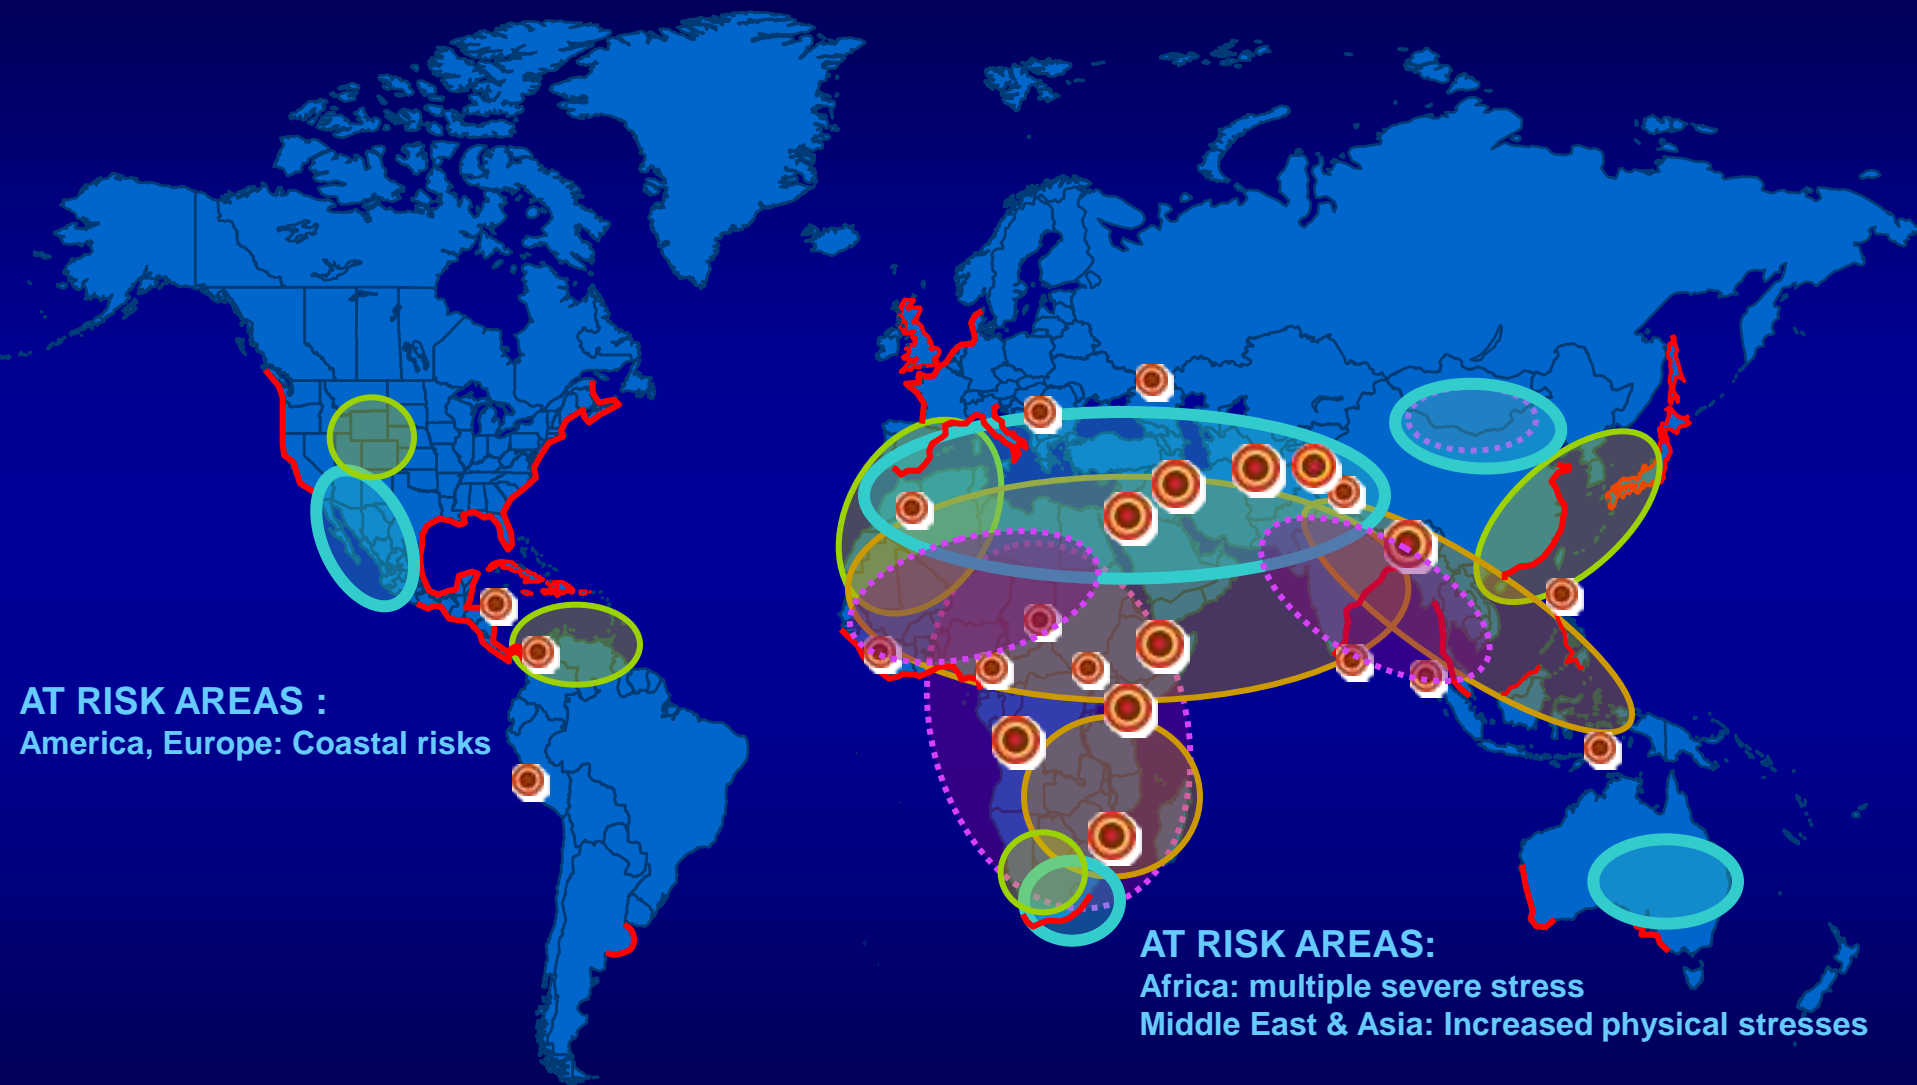 AT RISK AREAS :
America, Europe: Coastal risks
AT RISK AREAS:
Africa: multiple severe stress
Middle East & Asia: Increased physical stresses